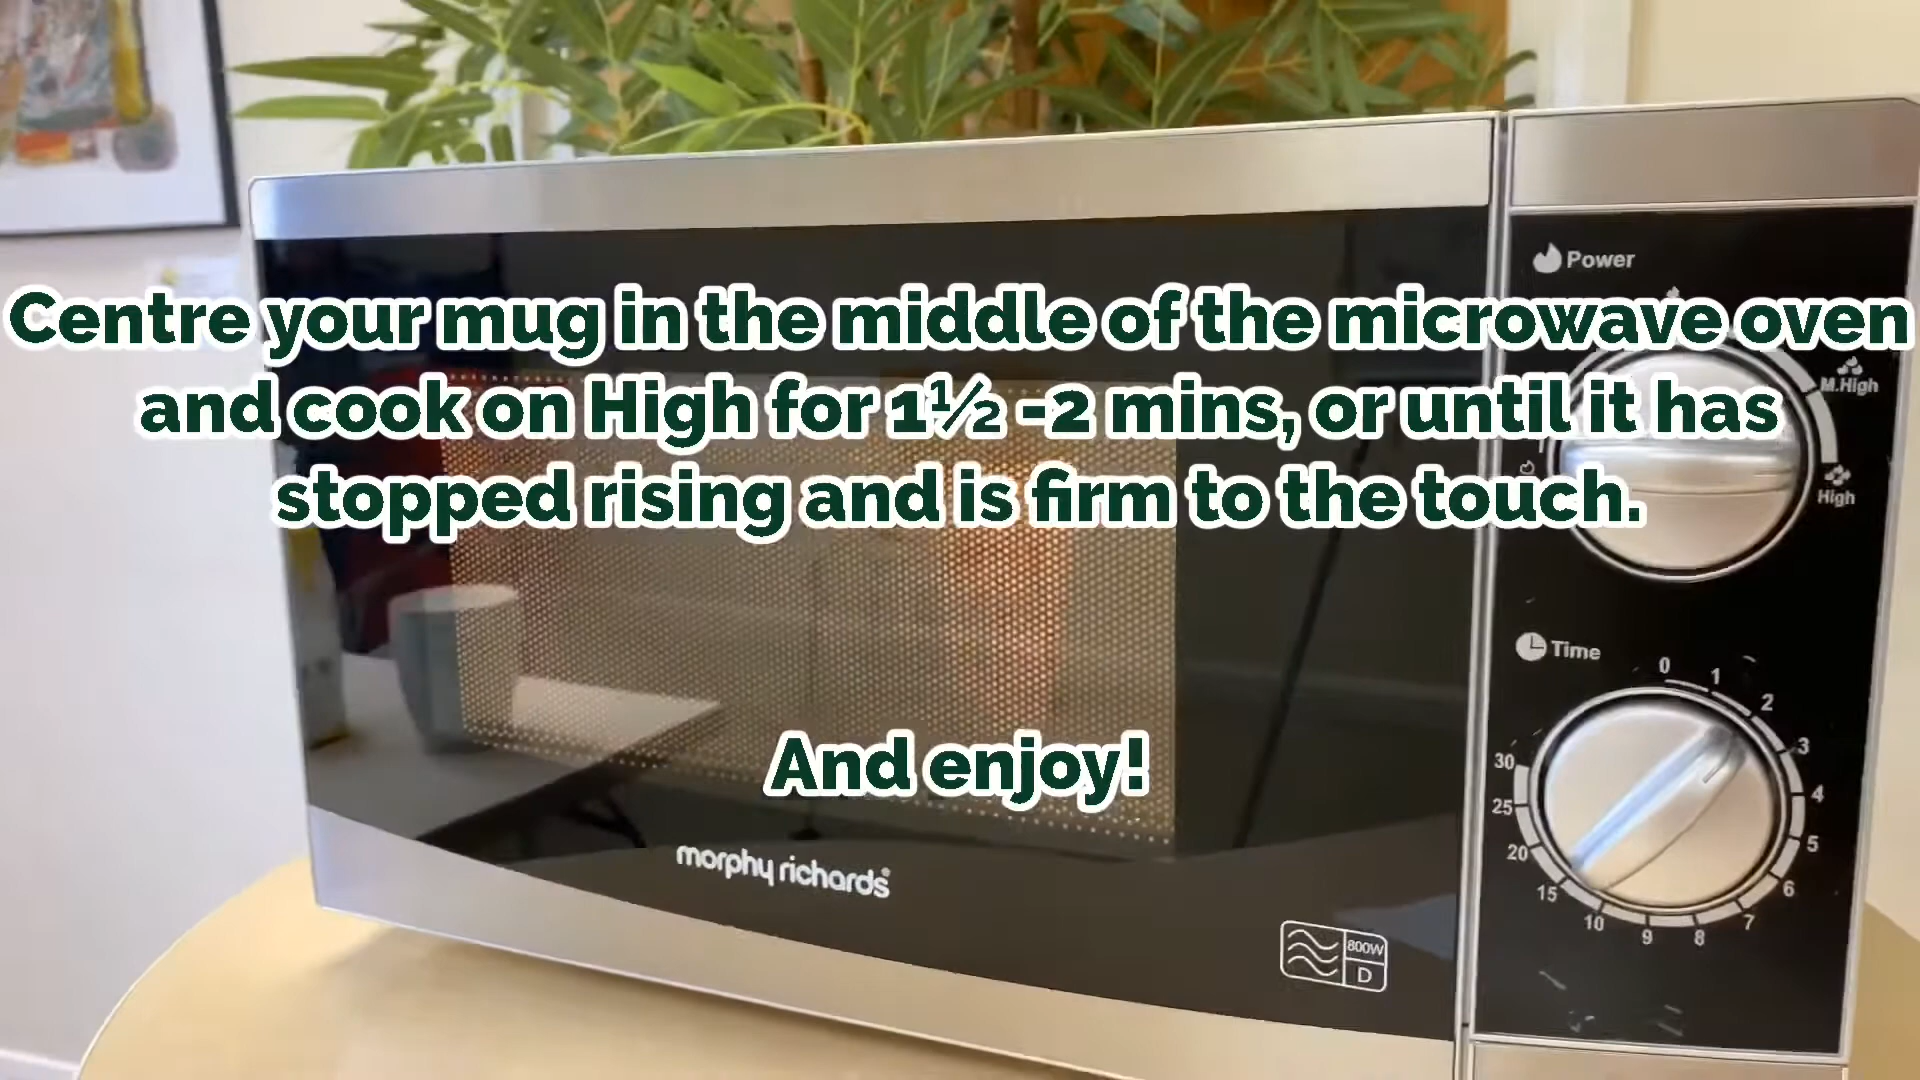 Power
Centre your mug in the middle of the microwave oven
and cook on High for 1½ -2 mins, or until it has
stopped rising and is firm to the touch.
M.High
High
Time
0
1
2
3
4
5
6
7
8
9
10
15
20
25
30
And enjoy!
morphy richards
800W
D